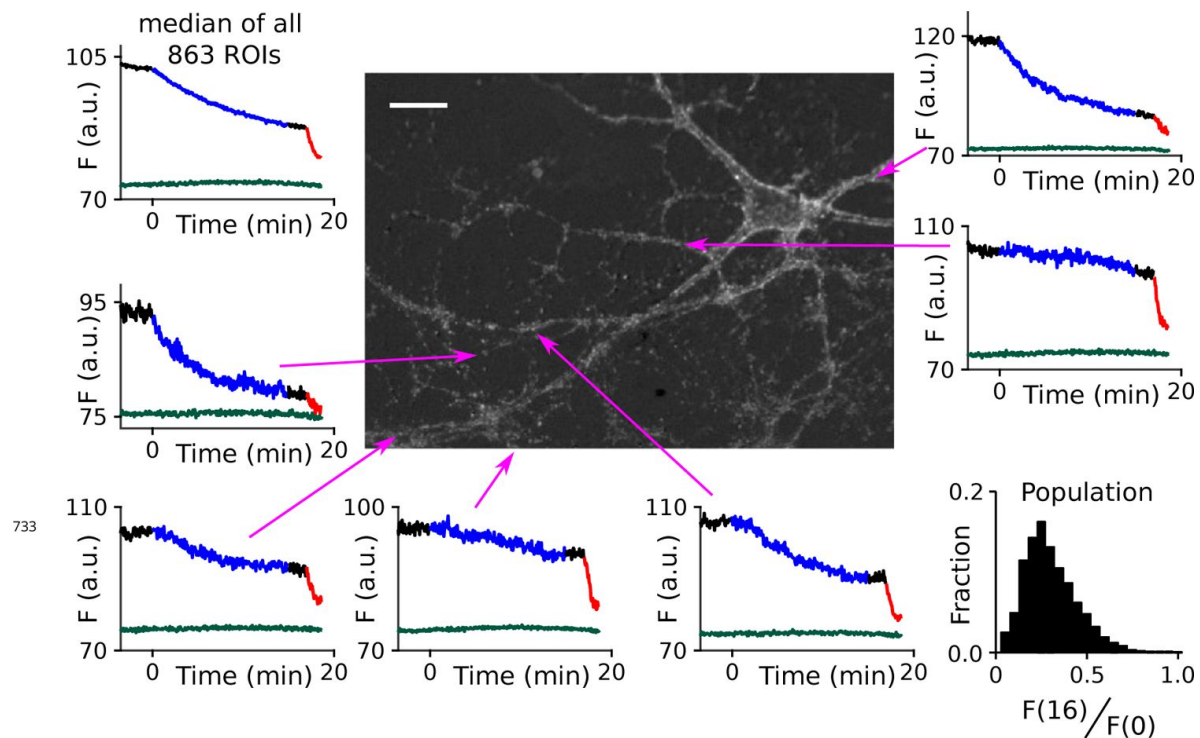 median of all
863 ROIs
105
F (a.u.)
70
0
Time (min)
20
120
F (a.u.)
70
0
Time (min)
20
110
F (a.u.)
70
0
Time (min)
20
95
F (a.u.)
75
0
Time (min)
20
733
110
F (a.u.)
70
0
Time (min)
20
100
F (a.u.)
70
0
Time (min)
20
110
F (a.u.)
70
0
Time (min)
20
Population
0.2
Fraction
0.0
0
0.5
1.0
F(16)/F(0)